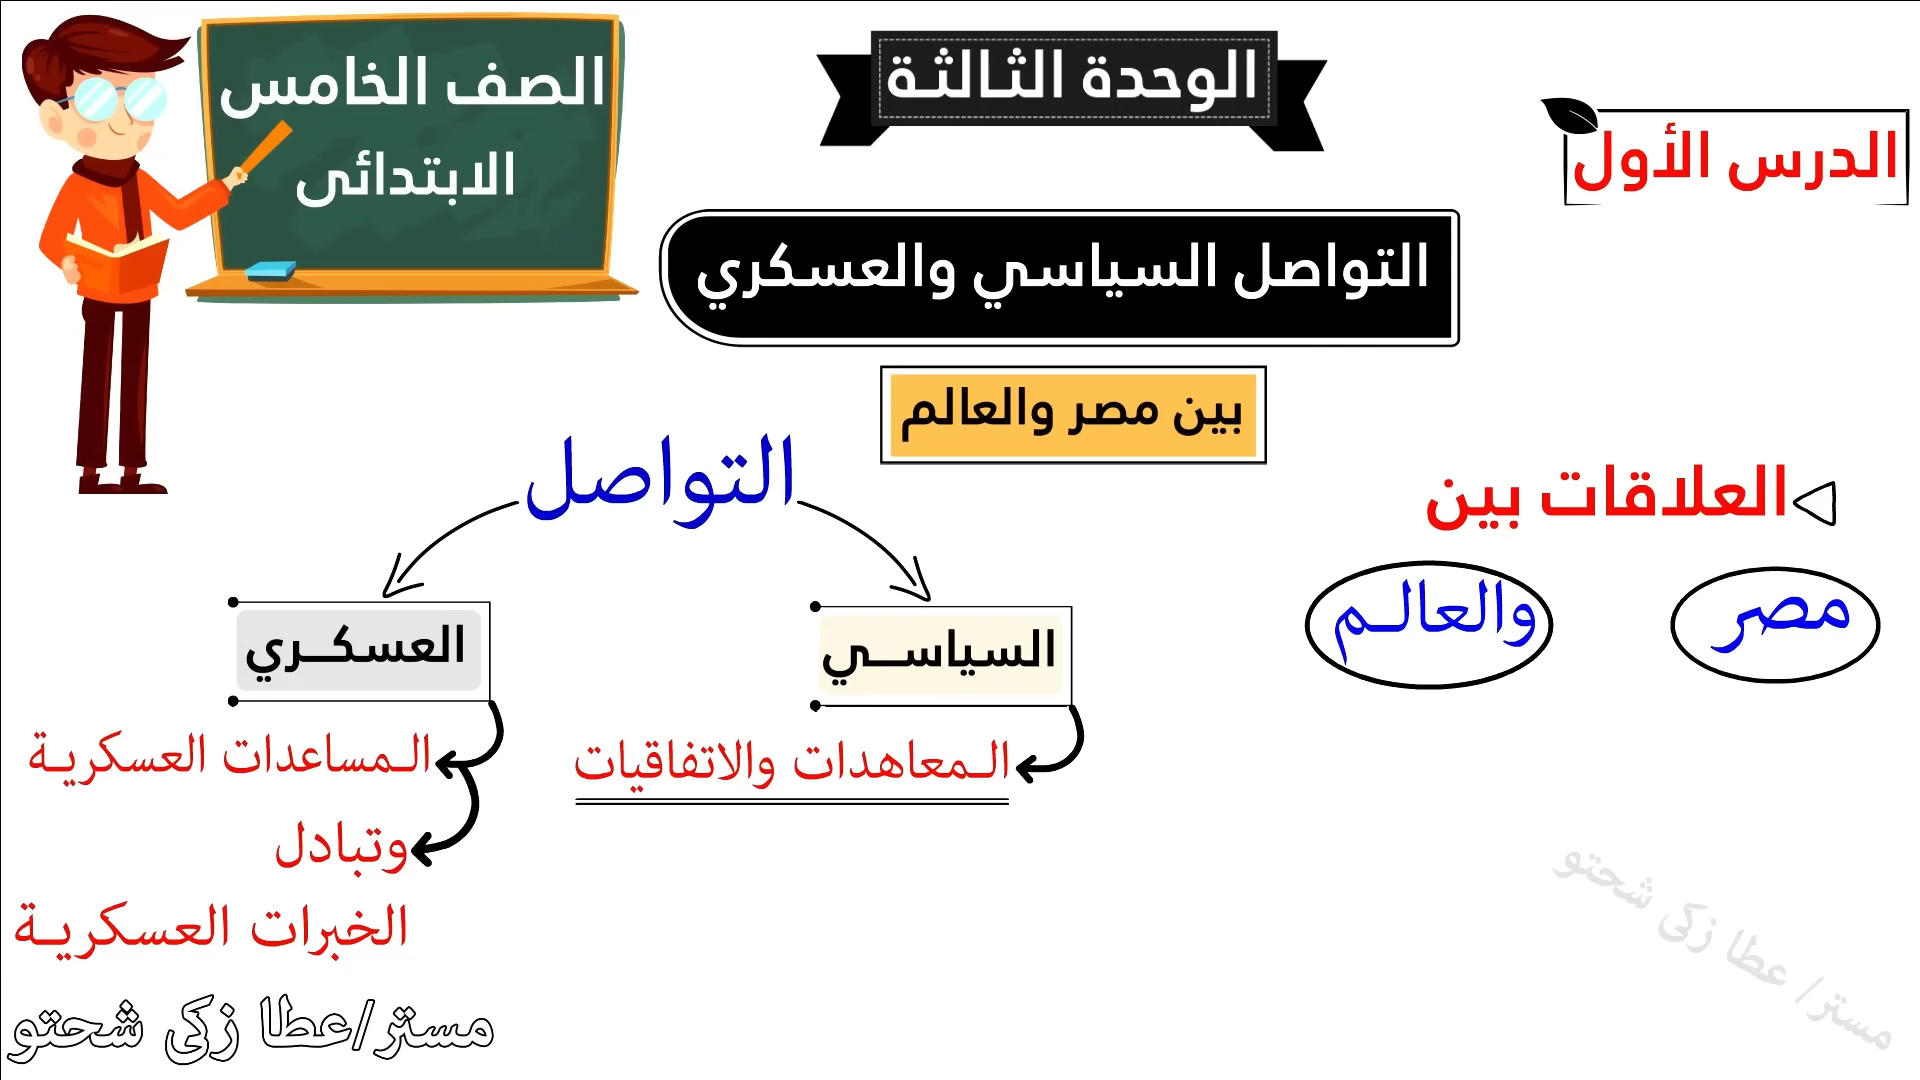 الوحدة الثالثة
الدرس الأول
الصف الخامس
الابتدائى
التواصل السياسي والعسكري
بين مصر والعالم
العلاقات بين
مصر
والعالم
التواصل
السياسي
المعاهدات والاتفاقيات
العسكري
المساعدات العسكرية
وتبادل
الخبرات العسكرية
مستر/عطا زكى شحتو
مستر/ عطا زكى شحتو